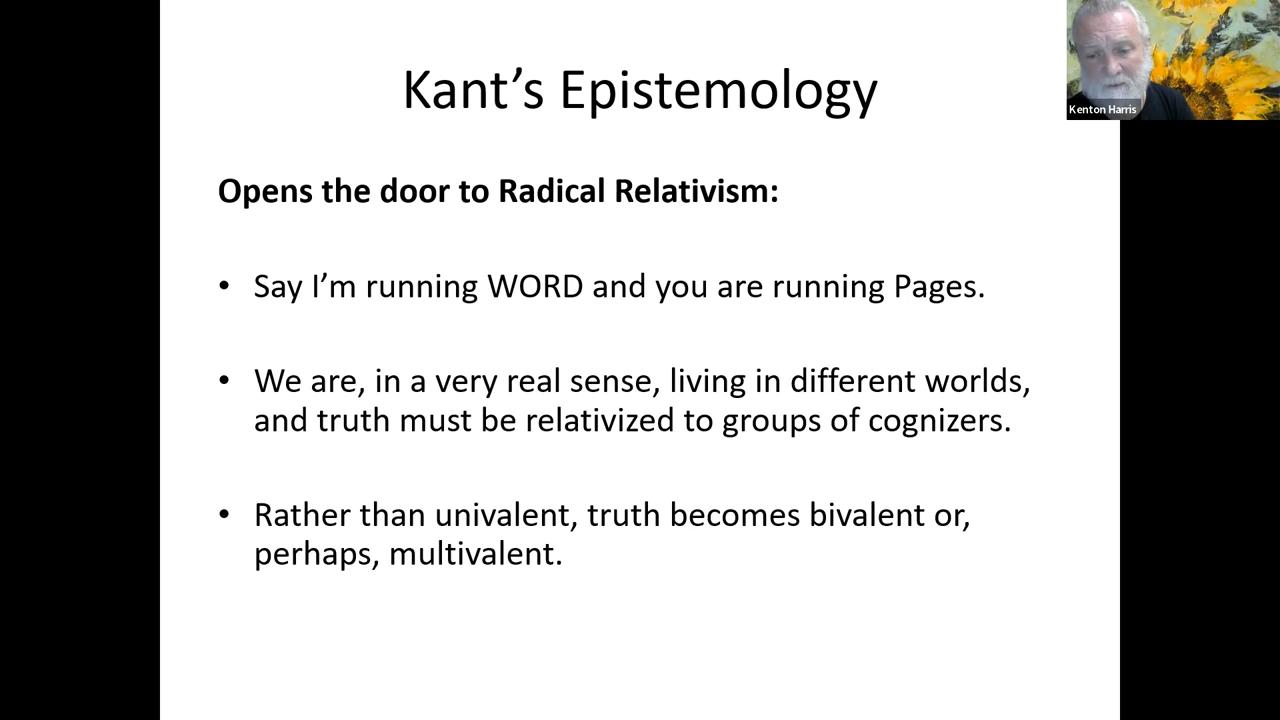 Kant’s Epistemology
Kenton Harris
Opens the door to Radical Relativism:
• Say I’m running WORD and you are running Pages.
• We are, in a very real sense, living in different worlds,
and truth must be relativized to groups of cognizers.
• Rather than univalent, truth becomes bivalent or,
perhaps, multivalent.